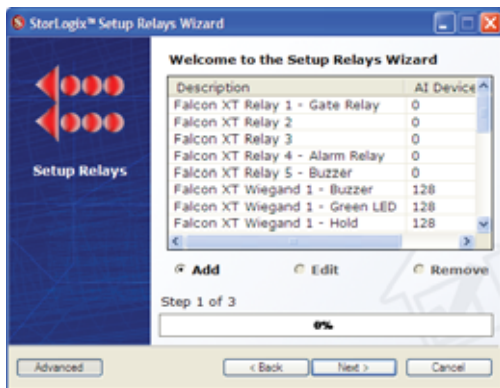 StorLogix™ Setup Relays Wizard
Welcome to the Setup Relays Wizard
Description AI Device
Falcon XT Relay 1 - Gate Relay 0
Falcon XT Relay 2 0
Falcon XT Relay 3 0
Falcon XT Relay 4 - Alarm Relay 0
Falcon XT Relay 5 - Buzzer 0
Falcon XT Wiegand 1 - Buzzer 128
Falcon XT Wiegand 1 - Green LED 128
Falcon XT Wiegand 1 - Hold 128
Setup Relays
Add Edit Remove
Step 1 of 3
0%
Advanced < Back Next > Cancel